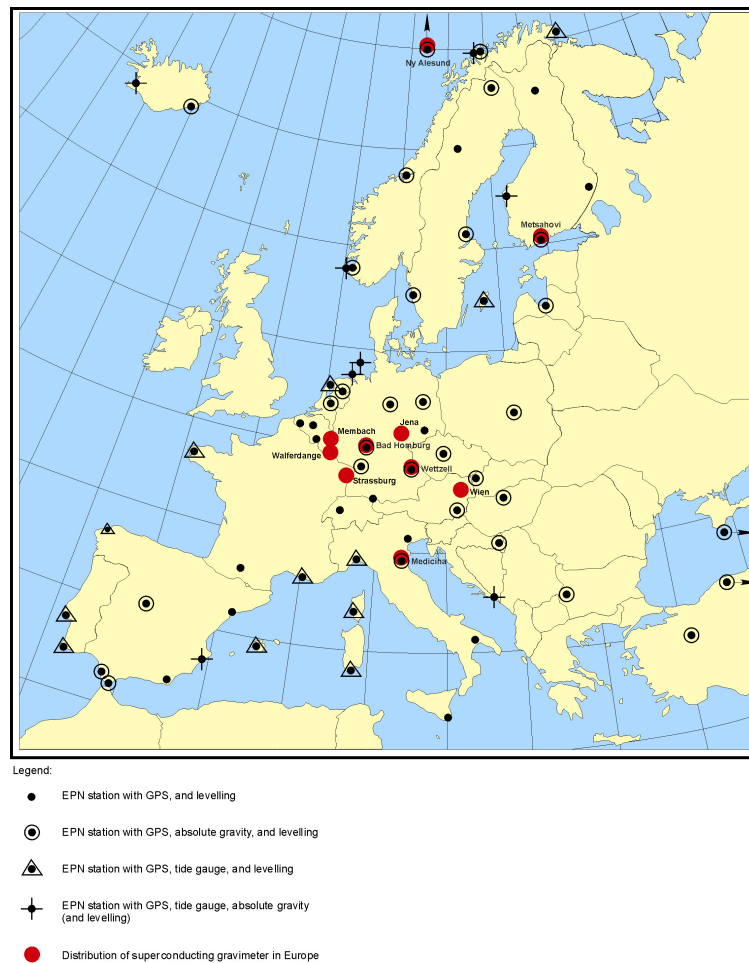 Ny Alesund
Metsahovi
Jena
Membach
Bad Homburg
Walferdange
Wettzell
Strassburg
Wien
Medicina
Legend:
EPN station with GPS, and levelling
EPN station with GPS, absolute gravity, and levelling
EPN station with GPS, tide gauge, and levelling
EPN station with GPS, tide gauge, absolute gravity
(and levelling)
Distribution of superconducting gravimeter in Europe